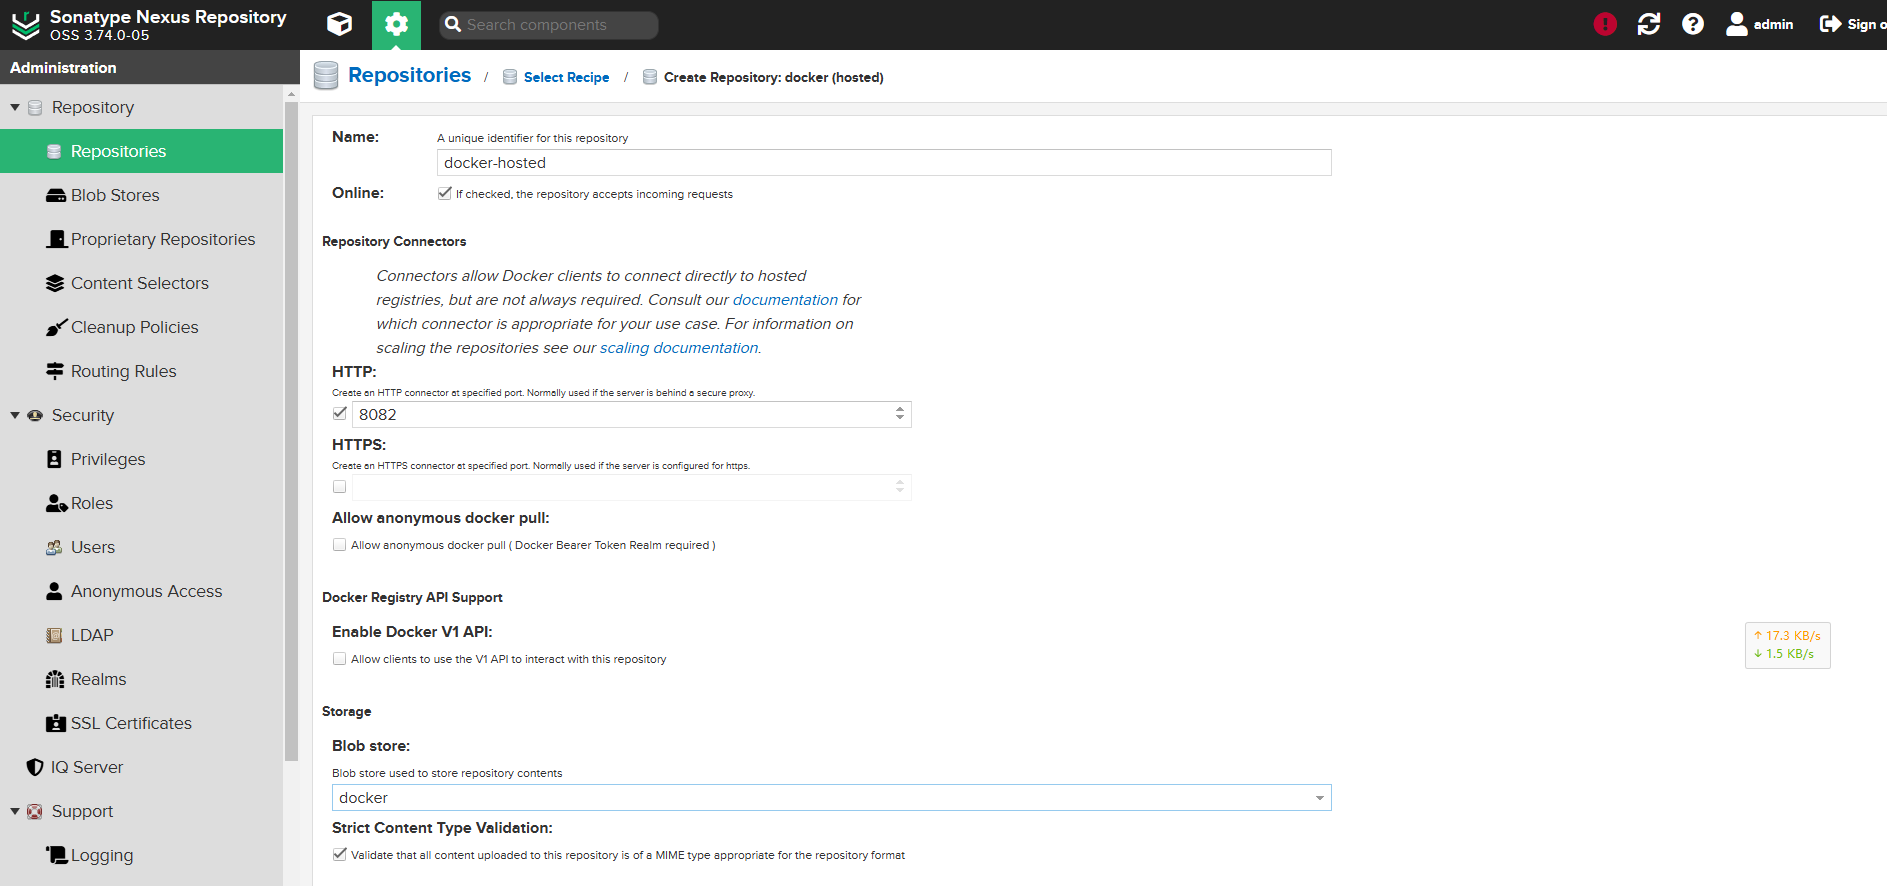 Sonatype Nexus Repository
OSS 3.74.0-05
Search components
admin
Sign o
Administration
Repository
Repositories
Blob Stores
Proprietary Repositories
Content Selectors
Cleanup Policies
Routing Rules
Security
Privileges
Roles
Users
Anonymous Access
LDAP
Realms
SSL Certificates
IQ Server
Support
Logging
Repositories / Select Recipe / Create Repository: docker (hosted)
Name: A unique identifier for this repository
docker-hosted
Online: If checked, the repository accepts incoming requests
Repository Connectors
Connectors allow Docker clients to connect directly to hosted
registries, but are not always required. Consult our documentation for
which connector is appropriate for your use case. For information on
scaling the repositories see our scaling documentation.
HTTP:
Create an HTTP connector at specified port. Normally used if the server is behind a secure proxy.
8082
HTTPS:
Create an HTTPS connector at specified port. Normally used if the server is configured for https.
Allow anonymous docker pull:
Allow anonymous docker pull ( Docker Bearer Token Realm required )
Docker Registry API Support
Enable Docker V1 API:
Allow clients to use the V1 API to interact with this repository
↑ 17.3 KB/s
↓ 1.5 KB/s
Storage
Blob store:
Blob store used to store repository contents
docker
Strict Content Type Validation:
Validate that all content uploaded to this repository is of a MIME type appropriate for the repository format